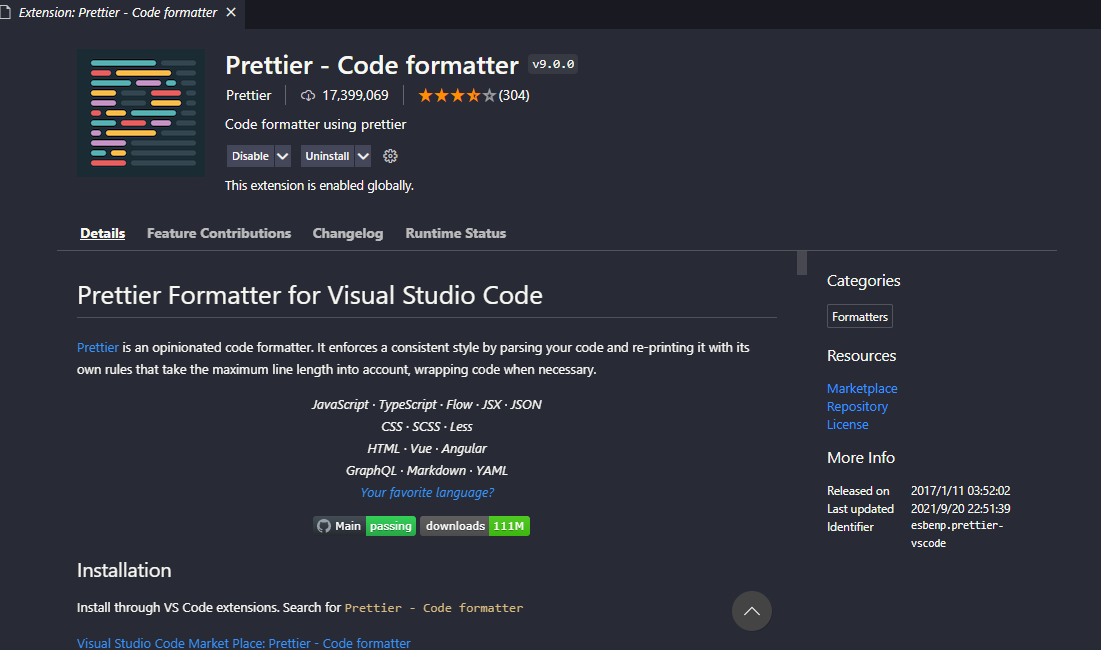 Extension: Prettier - Code formatter
Prettier - Code formatter v9.0.0
Prettier 17,399,069 (304)
Code formatter using prettier
Disable Uninstall
This extension is enabled globally.
Details Feature Contributions Changelog Runtime Status
Prettier Formatter for Visual Studio Code
Prettier is an opinionated code formatter. It enforces a consistent style by parsing your code and re-printing it with its
own rules that take the maximum line length into account, wrapping code when necessary.
JavaScript · TypeScript · Flow · JSX · JSON
CSS · SCSS · Less
HTML · Vue · Angular
GraphQL · Markdown · YAML
Your favorite language?
Main passing downloads 111M
Installation
Install through VS Code extensions. Search for Prettier - Code formatter
Visual Studio Code Market Place: Prettier - Code formatter
Categories
Formatters
Resources
Marketplace
Repository
License
More Info
Released on 2017/1/11 03:52:02
Last updated 2021/9/20 22:51:39
Identifier esbenp.prettier-
vscode